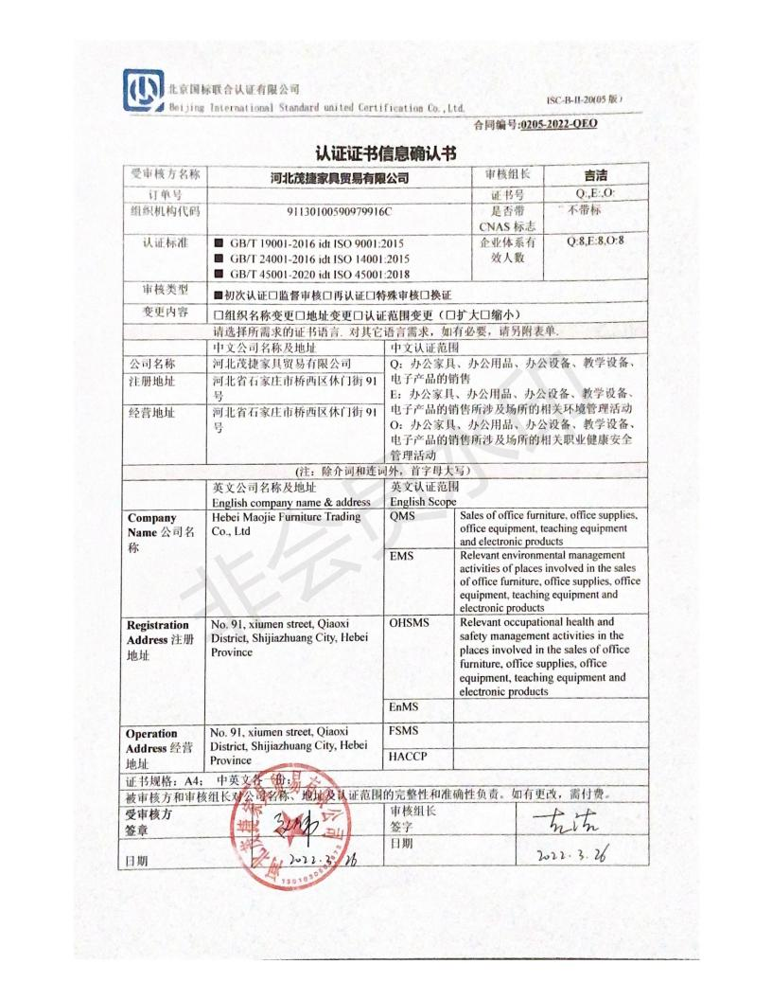 北京国标联合认证有限公司
Beijing International Standard united Certification Co.,Ltd.
ISC-B-II-20(05 版)
合同编号:0205-2022-QEO
认证证书信息确认书
受审核方名称 河北茂捷家具贸易有限公司 审核组长 吉洁
订单号 证书号 Q:,E:,O:
组织机构代码 91130100590979916C 是否带 不带标
CNAS 标志
认证标准 ■ GB/T 19001-2016 idt ISO 9001:2015 企业体系有 Q:8,E:8,O:8
■ GB/T 24001-2016 idt ISO 14001:2015 效人数
■ GB/T 45001-2020 idt ISO 45001:2018
审核类型 ■初次认证□监督审核□再认证□特殊审核□换证
变更内容 □组织名称变更□地址变更□认证范围变更（□扩大□缩小）
请选择所需求的证书语言. 对其它语言需求，如有必要，请另附表单.
中文公司名称及地址 中文认证范围
公司名称 河北茂捷家具贸易有限公司 Q：办公家具、办公用品、办公设备、教学设备、
注册地址 河北省石家庄市桥西区休门街 91 电子产品的销售
号 E：办公家具、办公用品、办公设备、教学设备、
经营地址 河北省石家庄市桥西区休门街 91 电子产品的销售所涉及场所的相关环境管理活动
号 O：办公家具、办公用品、办公设备、教学设备、
电子产品的销售所涉及场所的相关职业健康安全
管理活动
(注：除介词和连词外，首字母大写)
英文公司名称及地址 英文认证范围
English company name & address English Scope
Company Hebei Maojie Furniture Trading QMS Sales of office furniture, office supplies,
Name 公司名 Co., Ltd office equipment, teaching equipment
称 and electronic products
EMS Relevant environmental management
activities of places involved in the sales
of office furniture, office supplies, office
equipment, teaching equipment and
electronic products
Registration No. 91, xiumen street, Qiaoxi OHSMS Relevant occupational health and
Address 注册 District, Shijiazhuang City, Hebei safety management activities in the
地址 Province places involved in the sales of office
furniture, office supplies, office
equipment, teaching equipment and
electronic products
EnMS
Operation No. 91, xiumen street, Qiaoxi FSMS
Address 经营 District, Shijiazhuang City, Hebei
地址 Province HACCP
证书规格：A4； 中英文各 份;
被审核方和审核组长对公司名称、地址及认证范围的完整性和准确性负责。如有更改，需付费。
受审核方 审核组长 吉洁
签章 签字
日期 2022.3.26 日期 2022.3.26
河北茂捷家具贸易有限公司
非会员水印